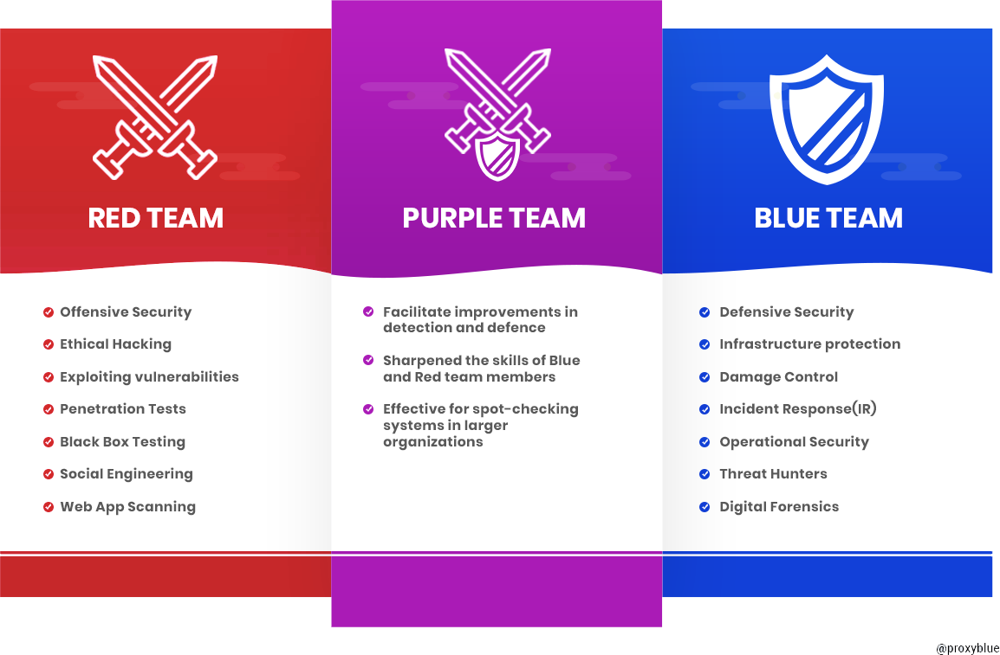 RED TEAM
Offensive Security
Ethical Hacking
Exploiting vulnerabilities
Penetration Tests
Black Box Testing
Social Engineering
Web App Scanning
PURPLE TEAM
Facilitate improvements in
detection and defence
Sharpened the skills of Blue
and Red team members
Effective for spot-checking
systems in larger
organizations
BLUE TEAM
Defensive Security
Infrastructure protection
Damage Control
Incident Response(IR)
Operational Security
Threat Hunters
Digital Forensics
@proxyblue